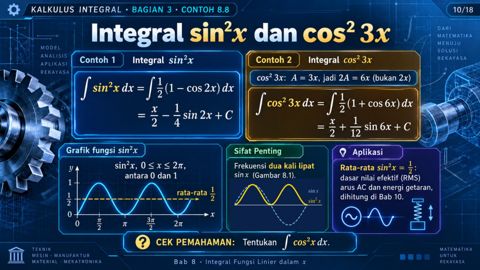 KALKULUS INTEGRAL • BAGIAN 3 • CONTOH 8.8
10/18
Integral sin²x dan cos² 3x
MODEL
ANALISIS
APLIKASI
REKAYASA
DARI
MATEMATIKA
MENUJU
SOLUSI
REKAYASA
Contoh 1 Integral sin²x
∫ sin²x dx = ∫ 1/2 (1 − cos 2x) dx
= x/2 − 1/4 sin 2x + C
Contoh 2 Integral cos² 3x
cos² 3x: A = 3x, jadi 2A = 6x (bukan 2x)
∫ cos² 3x dx = ∫ 1/2 (1 + cos 6x) dx
= x/2 + 1/12 sin 6x + C
Grafik fungsi sin²x
sin²x, 0 ≤ x ≤ 2π,
antara 0 dan 1
y
1
1/2
0
rata-rata 1/2
π/2 π 3π/2 2π x
Sifat Penting
Frekuensi dua kali lipat
sin x (Gambar 8.1).
sin x
sin²x
Aplikasi
Rata-rata sin²x = 1/2:
dasar nilai efektif (RMS)
arus AC dan energi getaran,
dihitung di Bab 10.
? CEK PEMAHAMAN: Tentukan ∫ cos²x dx.
TEKNIK
MESIN • MANUFAKTUR
MATERIAL • MEKATRONIKA
Bab 8 • Integral Fungsi Linier dalam x
MATEMATIKA
UNTUK
REKAYASA